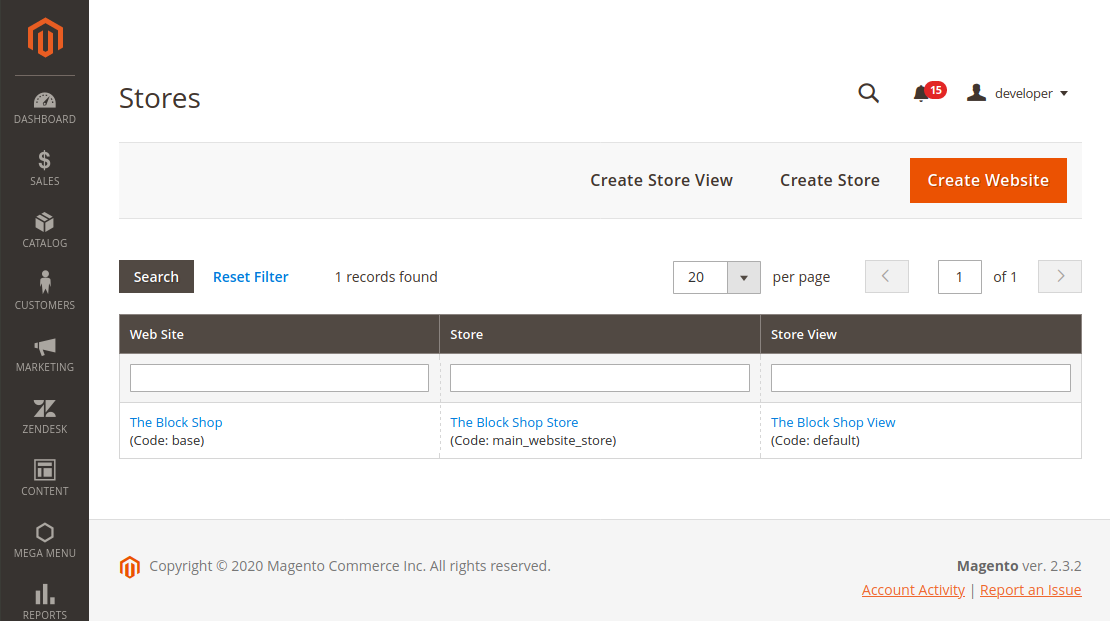 DASHBOARD
SALES
CATALOG
CUSTOMERS
MARKETING
ZENDESK
CONTENT
MEGA MENU
REPORTS
Stores
15
developer
Create Store View
Create Store
Create Website
Search
Reset Filter
1 records found
20
per page
1
of 1
Web Site
Store
Store View
The Block Shop
(Code: base)
The Block Shop Store
(Code: main_website_store)
The Block Shop View
(Code: default)
Copyright © 2020 Magento Commerce Inc. All rights reserved.
Magento ver. 2.3.2
Account Activity | Report an Issue